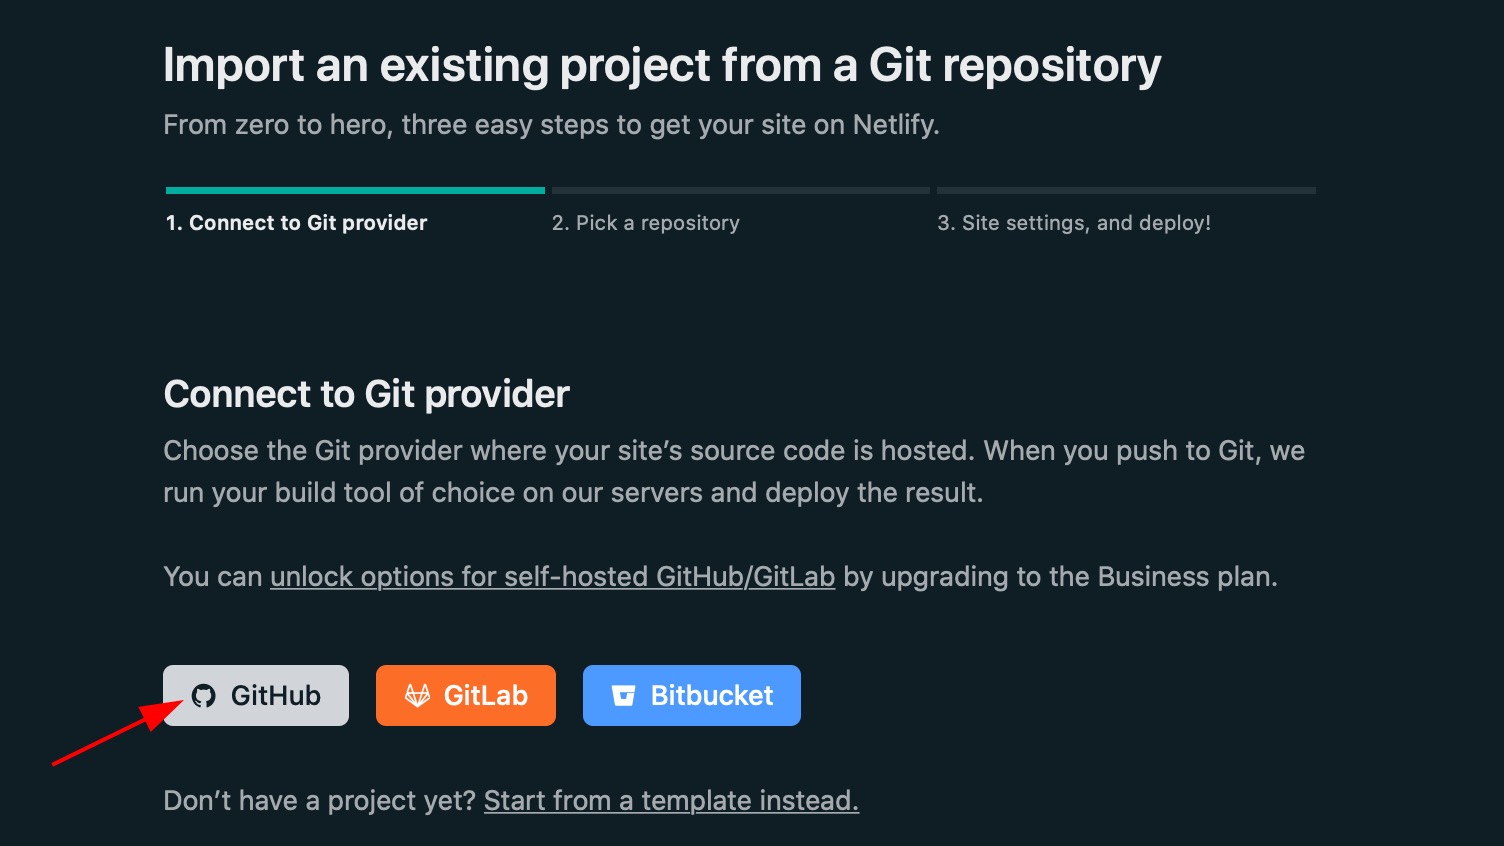 Import an existing project from a Git repository
From zero to hero, three easy steps to get your site on Netlify.
1. Connect to Git provider
2. Pick a repository
3. Site settings, and deploy!
Connect to Git provider
Choose the Git provider where your site’s source code is hosted. When you push to Git, we
run your build tool of choice on our servers and deploy the result.
You can unlock options for self-hosted GitHub/GitLab by upgrading to the Business plan.
GitHub
GitLab
Bitbucket
Don’t have a project yet? Start from a template instead.